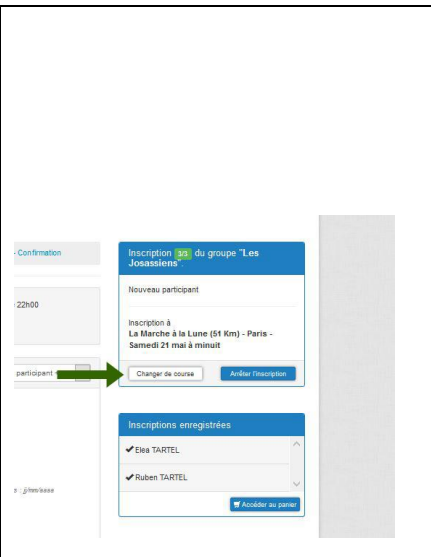 - Confirmation
Inscription 3/3 du groupe "Les
Josassiens".
Nouveau participant
22h00
Inscription à
La Marche à la Lune (51 Km) - Paris -
Samedi 21 mai à minuit
participant
Changer de course
Arrêter l'inscription
Inscriptions enregistrées
Elea TARTEL
Ruben TARTEL
s : jj/mm/aaaa
Accéder au panier